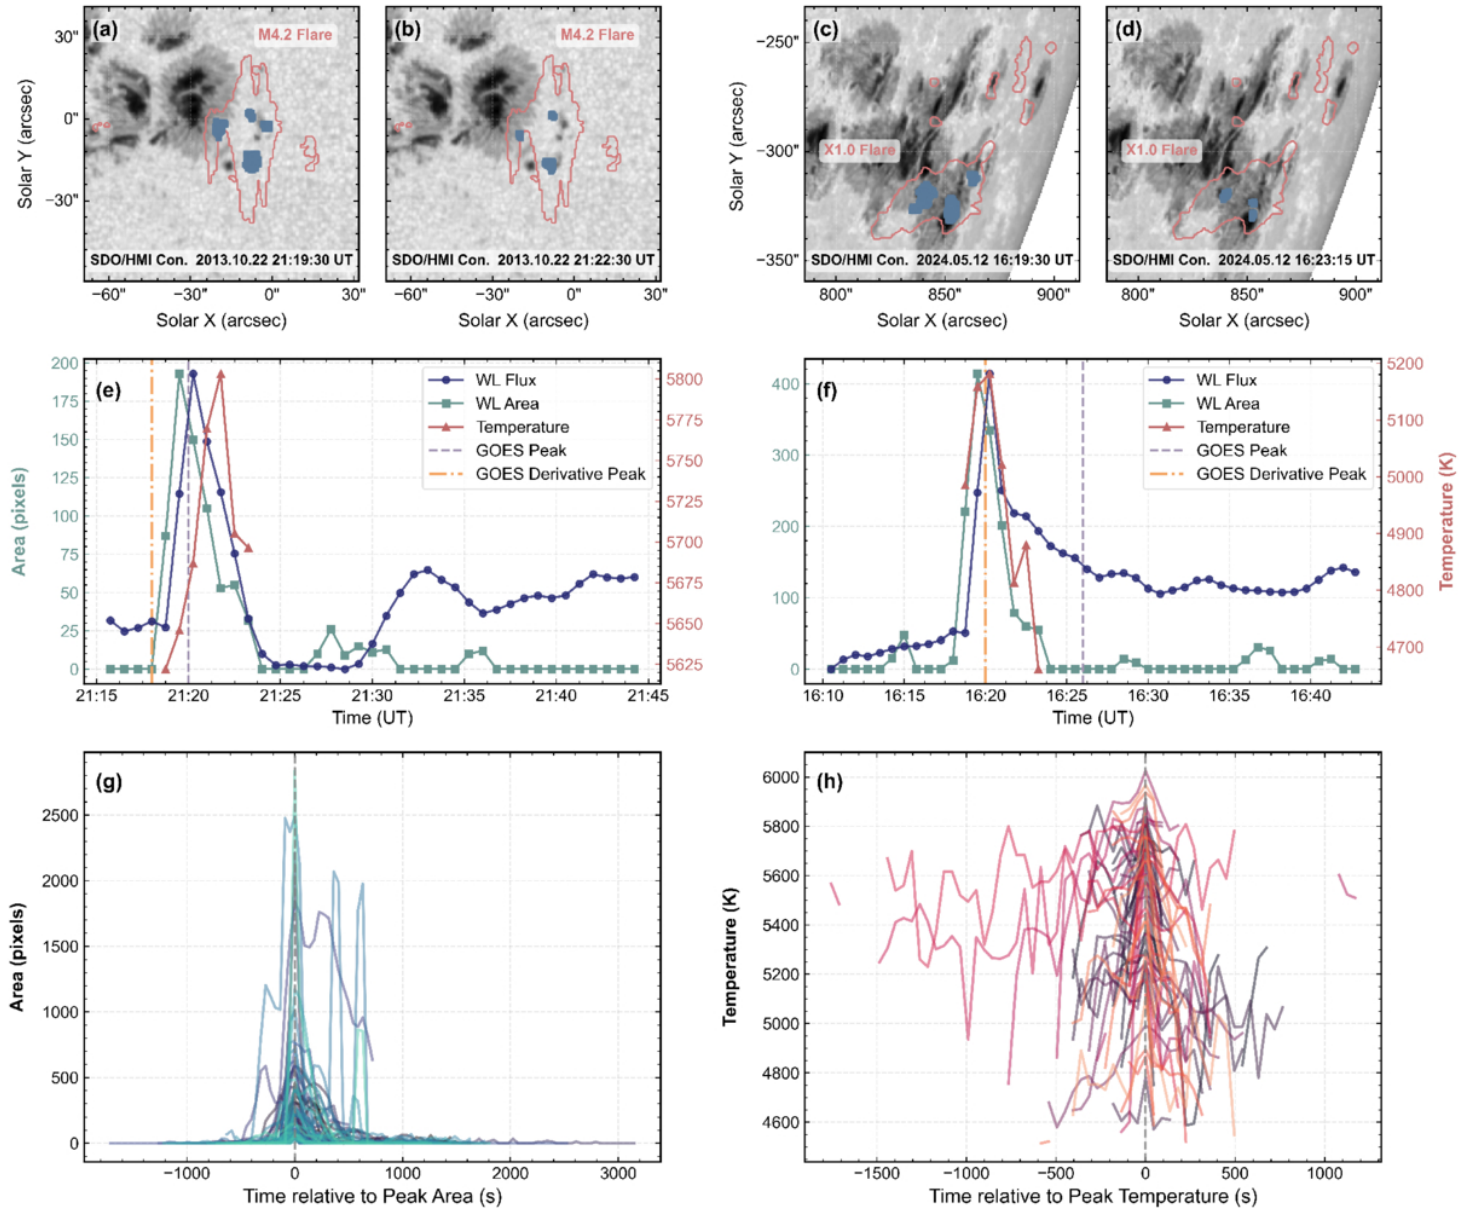 (a)
M4.2 Flare
(b)
M4.2 Flare
(c)
(d)
30"
0"
−30"
Solar Y (arcsec)
SDO/HMI Con. 2013.10.22 21:19:30 UT
SDO/HMI Con. 2013.10.22 21:22:30 UT
−60" −30" 0" 30"
−60" −30" 0" 30"
Solar X (arcsec)
Solar X (arcsec)
−250"
−300"
−350"
Solar Y (arcsec)
X1.0 Flare
X1.0 Flare
SDO/HMI Con. 2024.05.12 16:19:30 UT
SDO/HMI Con. 2024.05.12 16:23:15 UT
800" 850" 900"
800" 850" 900"
Solar X (arcsec)
Solar X (arcsec)
(e)
WL Flux
WL Area
Temperature
GOES Peak
GOES Derivative Peak
200
175
150
125
100
75
50
25
0
Area (pixels)
5800
5775
5750
5725
5700
5675
5650
5625
21:15 21:20 21:25 21:30 21:35 21:40 21:45
Time (UT)
(f)
WL Flux
WL Area
Temperature
GOES Peak
GOES Derivative Peak
400
300
200
100
0
5200
5100
5000
4900
4800
4700
Temperature (K)
16:10 16:15 16:20 16:25 16:30 16:35 16:40
Time (UT)
(g)
2500
2000
1500
1000
500
0
Area (pixels)
−1000 0 1000 2000 3000
Time relative to Peak Area (s)
(h)
6000
5800
5600
5400
5200
5000
4800
4600
Temperature (K)
−1500 −1000 −500 0 500 1000
Time relative to Peak Temperature (s)